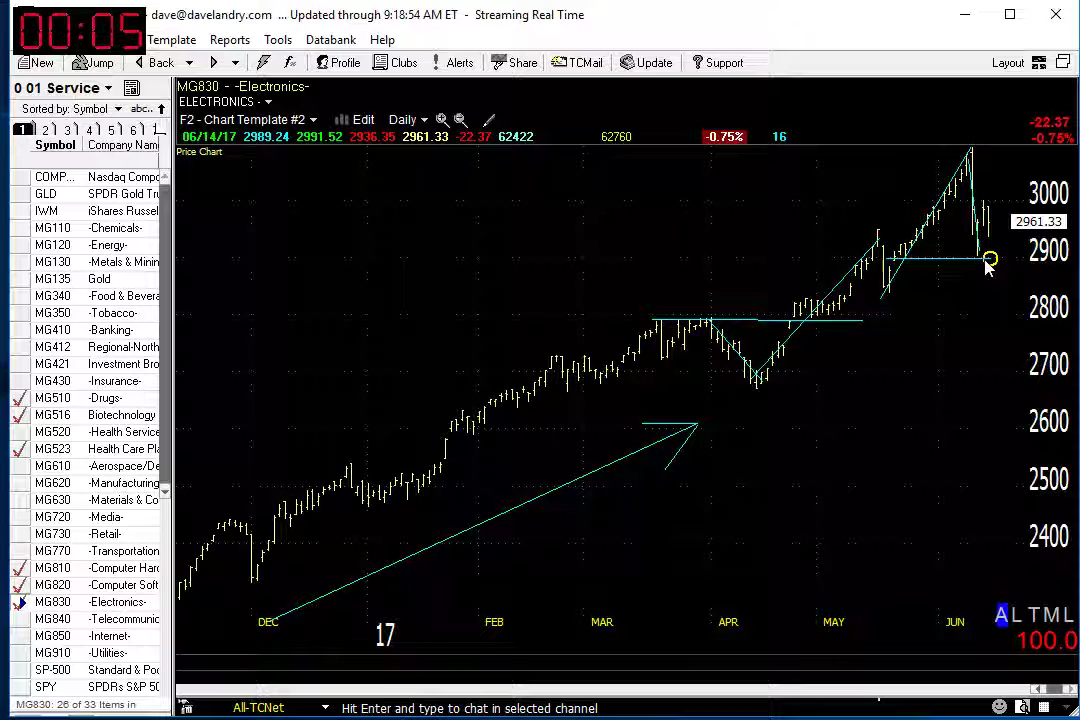 00:05
dave@davelandry.com ... Updated through 9:18:54 AM ET - Streaming Real Time
Template Reports Tools Databank Help
New Jump Back Profile Clubs Alerts Share TCMail Update Support Layout
0 01 Service
MG830 - -Electronics-
ELECTRONICS -
Sorted by: Symbol abc..
F2 - Chart Template #2 Edit Daily
1 2 3 4 5 6
06/14/17 2989.24 2991.52 2936.35 2961.33 -22.37 62422 62760 -0.75% 16
-22.37
-0.75%
Symbol Company Nam
Price Chart
COMP... Nasdaq Compo
GLD SPDR Gold Tru
IWM iShares Russel
MG110 -Chemicals-
MG120 -Energy-
MG130 -Metals & Minin
MG135 Gold
MG340 -Food & Bevera
MG350 -Tobacco-
MG410 -Banking-
MG412 Regional-North
MG421 Investment Bro
MG430 -Insurance-
MG510 -Drugs-
MG516 Biotechnology
MG520 -Health Service
MG523 Health Care Pla
MG610 -Aerospace/De
MG620 -Manufacturing
MG630 -Materials & Co
MG720 -Media-
MG730 -Retail-
MG770 -Transportation
MG810 -Computer Hard
MG820 -Computer Soft
MG830 -Electronics-
MG840 -Telecommunic
MG850 -Internet-
MG910 -Utilities-
SP-500 Standard & Poo
SPY SPDRs S&P 50
3000
2961.33
2900
2800
2700
2600
2500
2400
DEC 17 FEB MAR APR MAY JUN
A L T M L
100.0
MG830: 26 of 33 Items in
All-TCNet Hit Enter and type to chat in selected channel